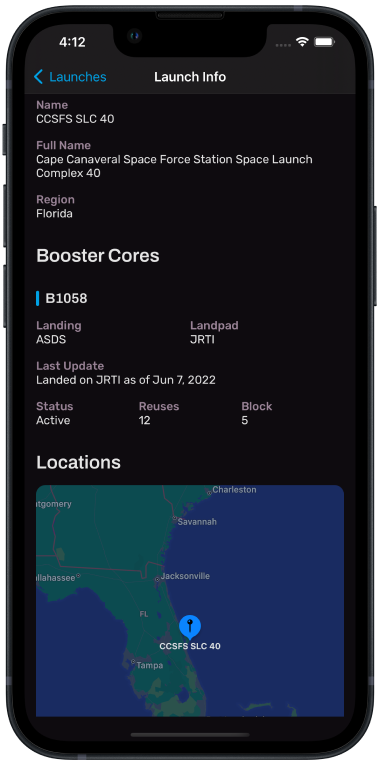 4:12
Launches
Launch Info
Name
CCSFS SLC 40
Full Name
Cape Canaveral Space Force Station Space Launch
Complex 40
Region
Florida
Booster Cores
B1058
Landing Landpad
ASDS JRTI
Last Update
Landed on JRTI as of Jun 7, 2022
Status Reuses Block
Active 12 5
Locations
Charleston
tgomery
Savannah
allahassee
Jacksonville
FL
CCSFS SLC 40
Tampa